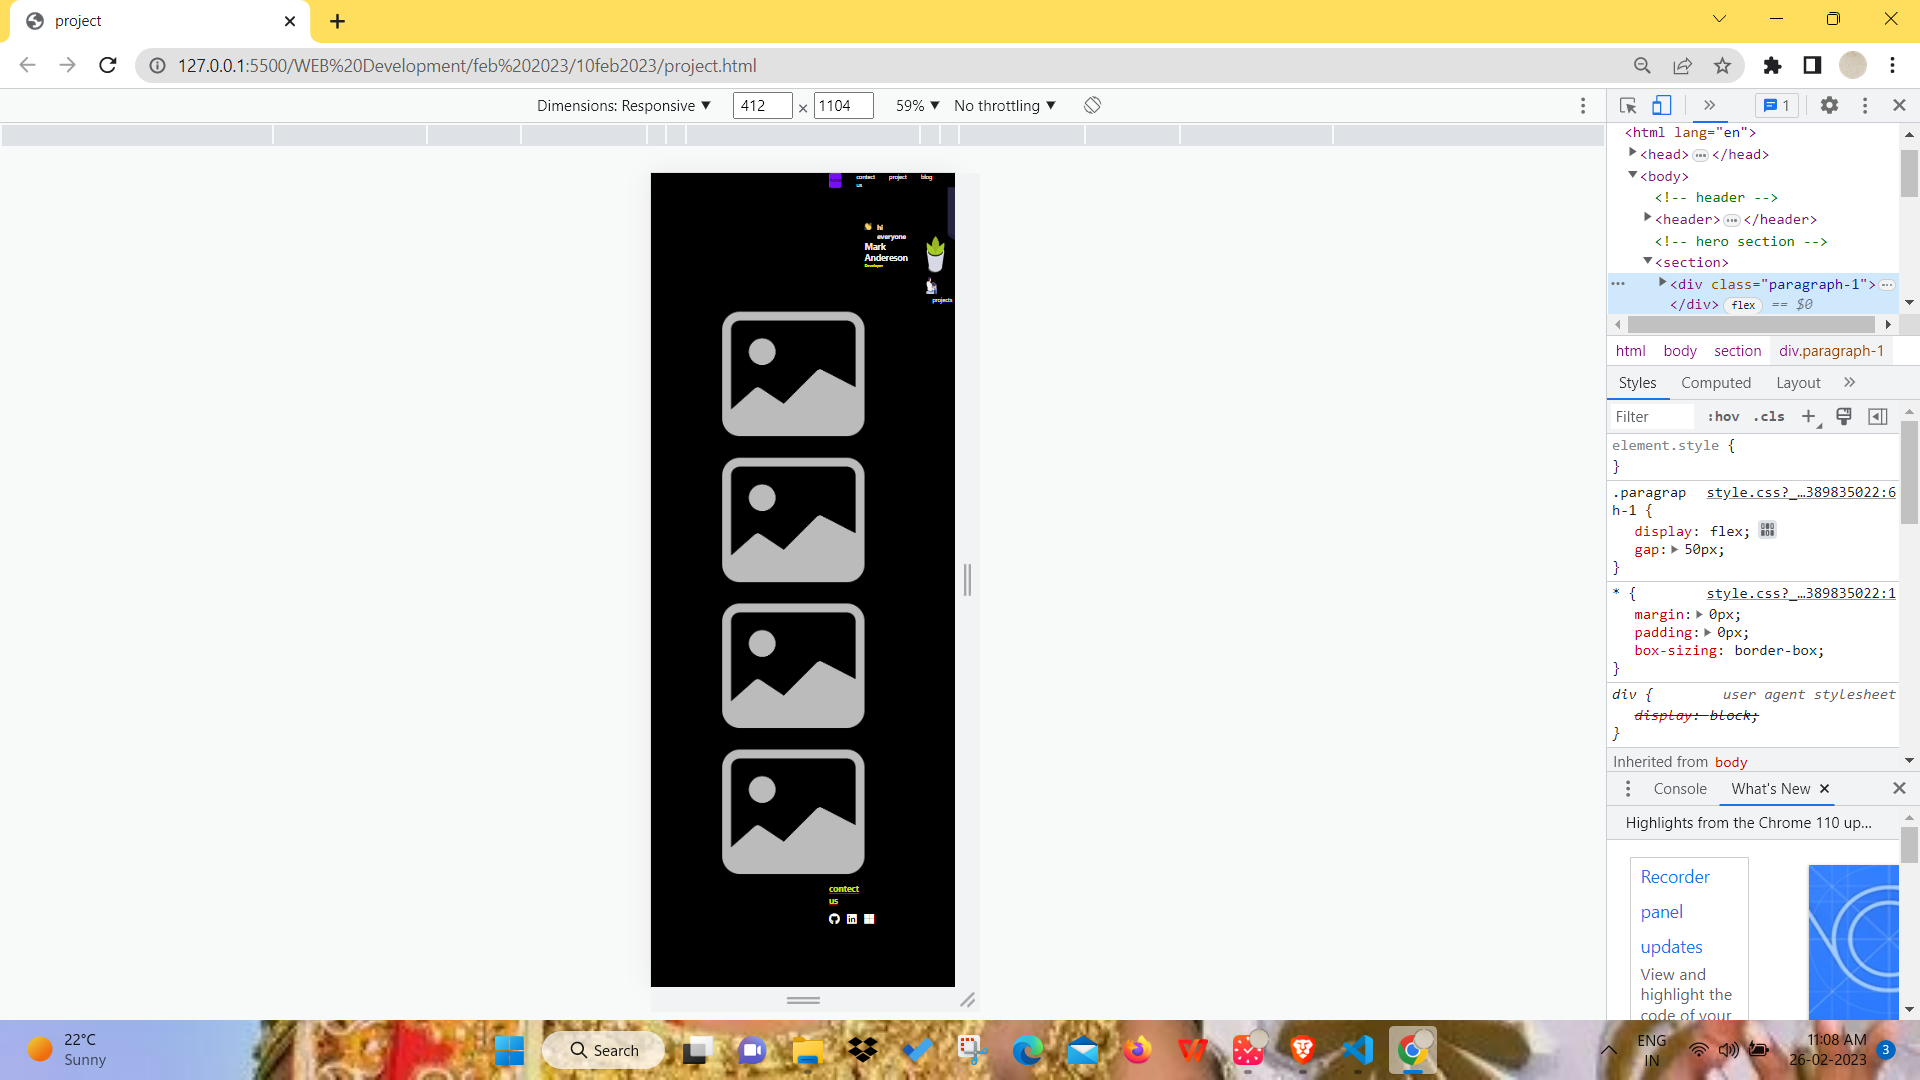 project
127.0.0.1:5500/WEB%20Development/feb%202023/10feb2023/project.html
Dimensions: Responsive ▼ 412 × 1104 59% ▼ No throttling ▼
1
<html lang="en">
<head> ••• </head>
<body>
<!-- header -->
<header> ••• </header>
<!-- hero section -->
<section>
<div class="paragraph-1"> •••
</div> flex == $0
html body section div.paragraph-1
Styles Computed Layout
Filter :hov .cls
element.style {
}
.paragrap style.css?_…389835022:6
h-1 {
display: flex;
gap: 50px;
}
* { style.css?_…389835022:1
margin: 0px;
padding: 0px;
box-sizing: border-box;
}
div { user agent stylesheet
display: block;
}
Inherited from body
Console What's New
Highlights from the Chrome 110 up...
Recorder
panel
updates
View and
highlight the
code of your
contect project blog
us
hi
everyone
Mark
Andereson
Developer
projects
contect
us
22°C
Sunny
Search
ENG
IN
11:08 AM
26-02-2023
3